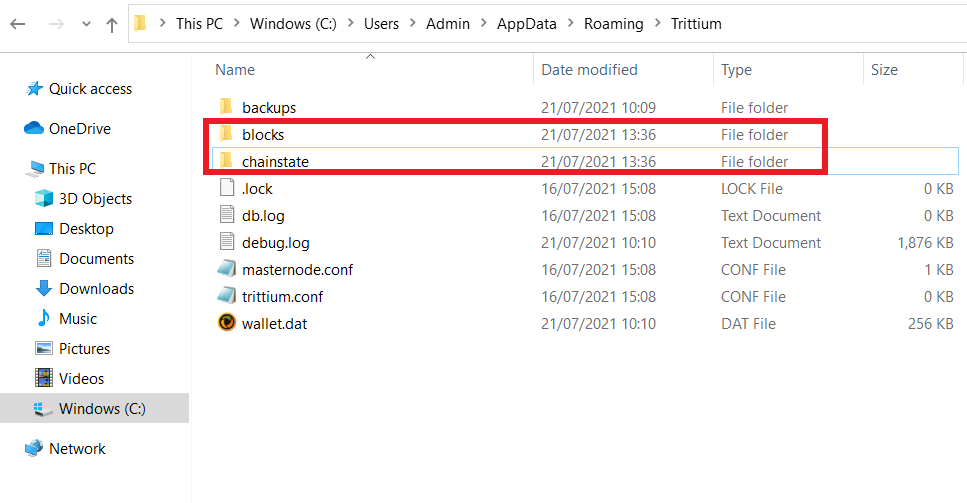 This PC > Windows (C:) > Users > Admin > AppData > Roaming > Trittium
Name Date modified Type Size
Quick access
OneDrive
This PC
3D Objects
Desktop
Documents
Downloads
Music
Pictures
Videos
Windows (C:)
Network
backups 21/07/2021 10:09 File folder
blocks 21/07/2021 13:36 File folder
chainstate 21/07/2021 13:36 File folder
.lock 16/07/2021 15:08 LOCK File 0 KB
db.log 16/07/2021 15:08 Text Document 0 KB
debug.log 21/07/2021 10:10 Text Document 1,876 KB
masternode.conf 16/07/2021 15:08 CONF File 1 KB
trittium.conf 16/07/2021 15:08 CONF File 0 KB
wallet.dat 21/07/2021 10:10 DAT File 256 KB